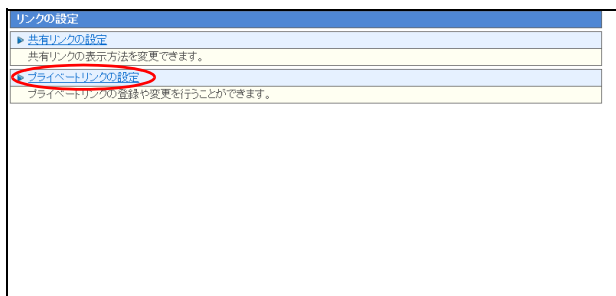 リンクの設定
共有リンクの設定
共有リンクの表示方法を変更できます。
プライベートリンクの設定
プライベートリンクの登録や変更を行うことができます。